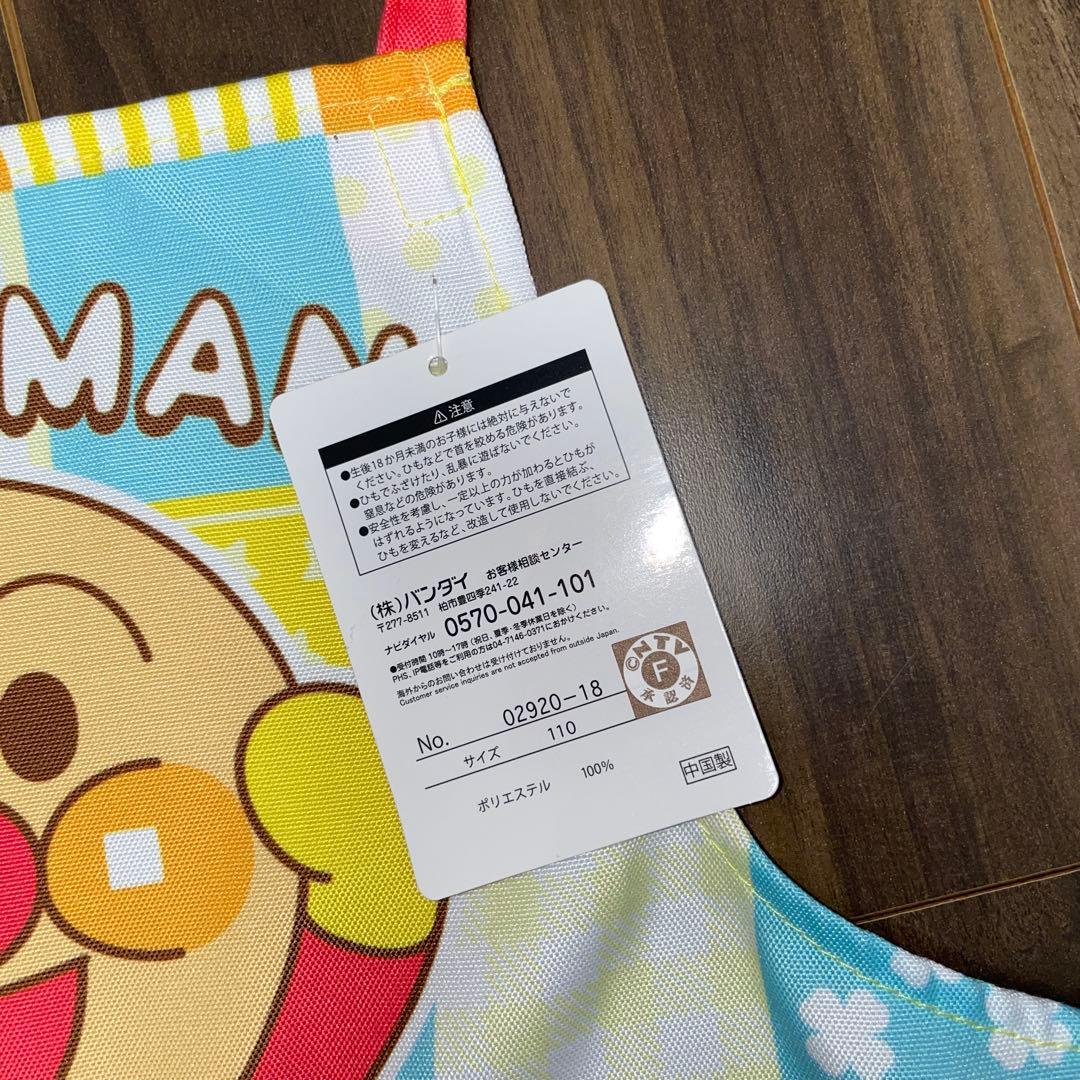 MAN
⚠注意
●生後18か月未満のお子様には絶対に与えないで
ください。ひもなどで首を絞める危険があります。
●ひもでふざけたり、乱暴に遊ばないでください。
窒息などの危険があります。
●安全性を考慮し、一定以上の力が加わるとひもが
はずれるようになっています。ひもを直接結ぶ、
ひもを変えるなど、改造して使用しないでください。
(株)バンダイ お客様相談センター
〒277-8511 柏市豊四季241-22
ナビダイヤル 0570-041-101
●受付時間 10時〜17時(祝日、夏季・冬季休業日を除く)
PHS、IP電話等をご利用の方は04-7146-0371におかけください。
海外からのお問い合わせは受け付けておりません。
Customer service inquiries are not accepted from outside Japan.
©NTV
F
承認済
No. 02920-18
サイズ 110
ポリエステル 100%
中国製